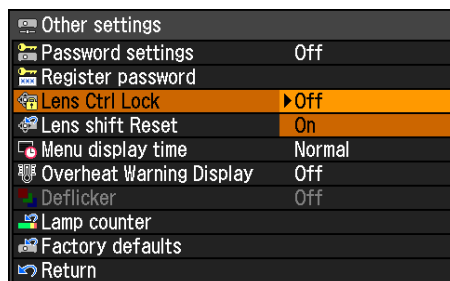 Other settings
Password settings Off
Register password
Lens Ctrl Lock Off
Lens shift Reset On
Menu display time Normal
Overheat Warning Display Off
Deflicker Off
Lamp counter
Factory defaults
Return